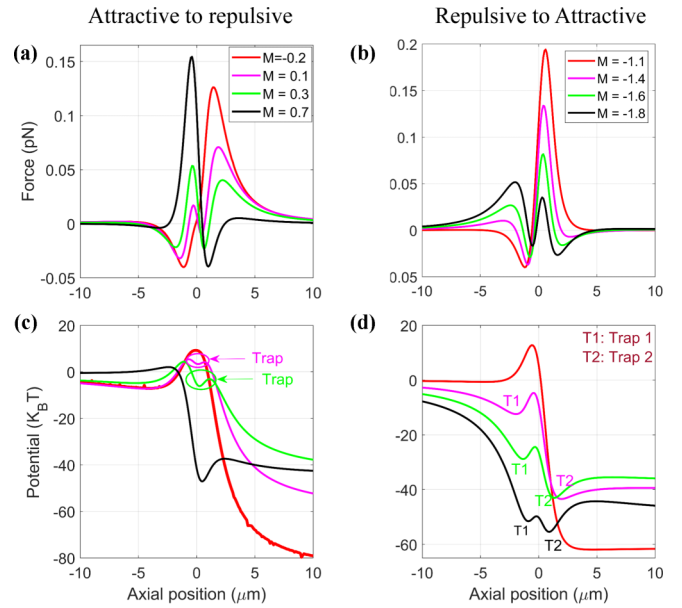 Attractive to repulsive
Repulsive to Attractive
(a)
Force (pN)
0.15
0.1
0.05
0
-0.05
-10
-5
0
5
10
M=-0.2
M = 0.1
M = 0.3
M = 0.7
(b)
0.2
0.15
0.1
0.05
0
0.05
-10
-5
0
5
10
M = -1.1
M = -1.4
M = -1.6
M = -1.8
(c)
Potential (KBT)
20
0
-20
-40
-60
-80
-10
-5
0
5
10
Axial position (μm)
Trap
Trap
(d)
20
0
-20
-40
-60
-10
-5
0
5
10
Axial position (μm)
T1: Trap 1
T2: Trap 2
T1
T1
T2
T2
T1
T2